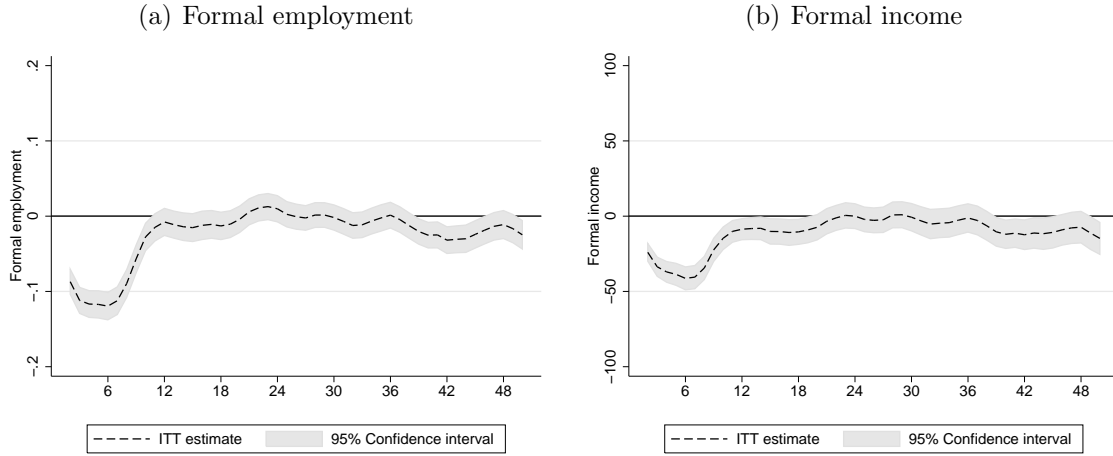 (a) Formal employment
Formal employment
.2
.1
0
-.1
-.2
6 12 18 24 30 36 42 48
ITT estimate 95% Confidence interval
(b) Formal income
Formal income
100
50
0
-50
-100
6 12 18 24 30 36 42 48
ITT estimate 95% Confidence interval